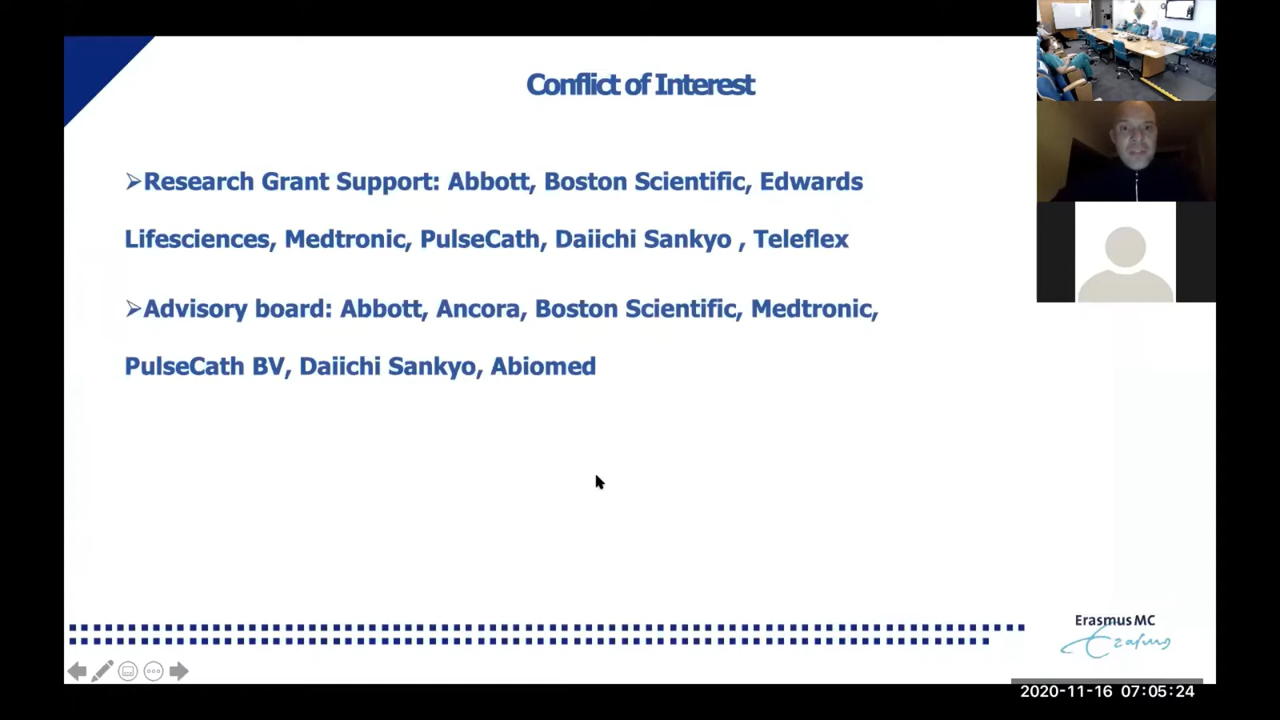 Conflict of Interest
➢Research Grant Support: Abbott, Boston Scientific, Edwards
Lifesciences, Medtronic, PulseCath, Daiichi Sankyo , Teleflex
➢Advisory board: Abbott, Ancora, Boston Scientific, Medtronic,
PulseCath BV, Daiichi Sankyo, Abiomed
Erasmus MC
Erasmus
2020-11-16 07:05:24